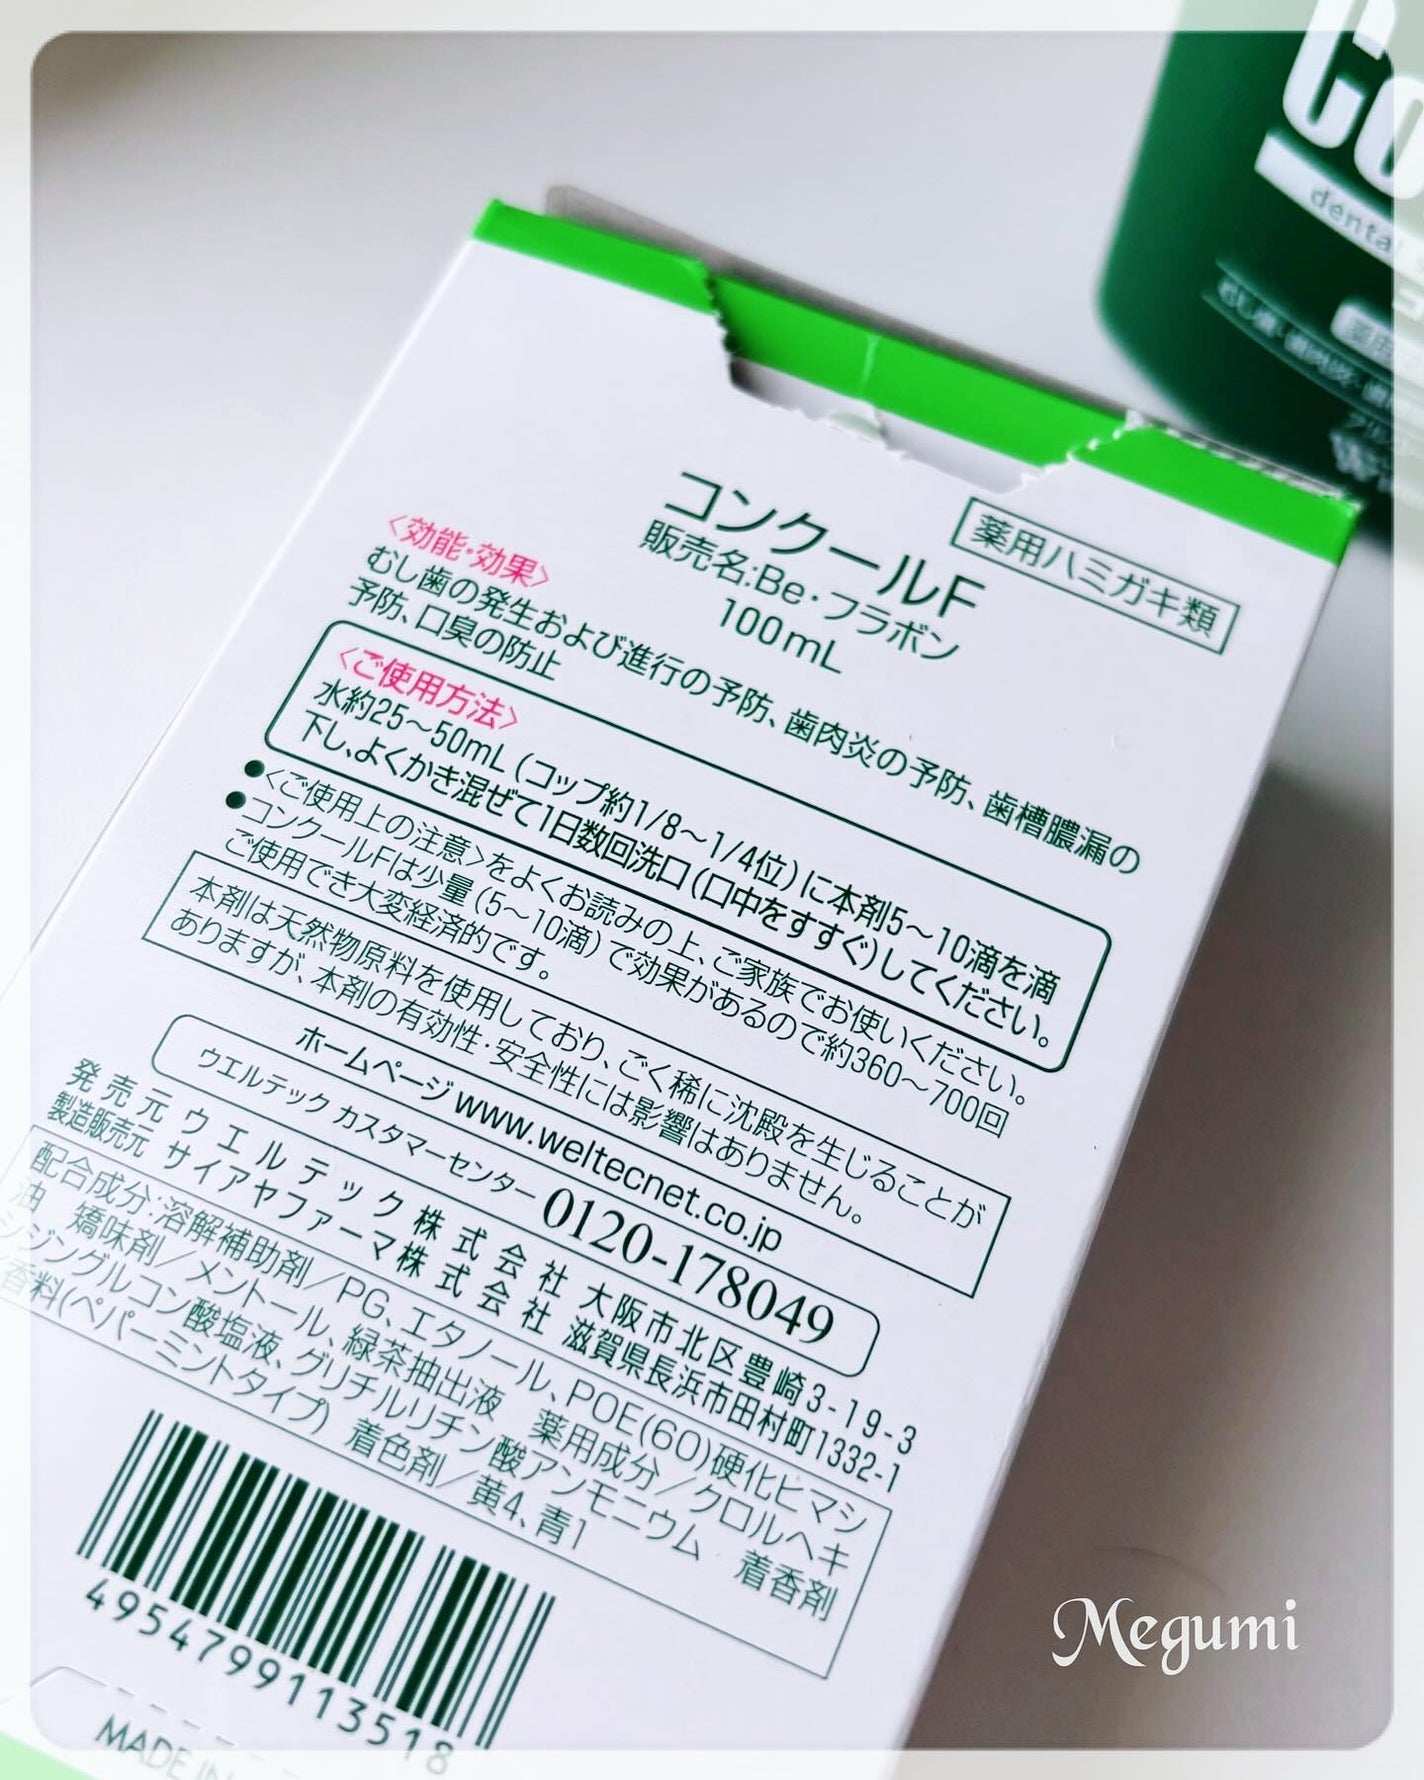 Co
denta
薬用ハミガキ類
コンクールF
販売名:Be・フラボン
100mL
〈効能・効果〉
むし歯の発生および進行の予防、歯肉炎の予防、歯槽膿漏の
予防、口臭の防止
〈ご使用方法〉
水約25〜50mL(コップ約1/8〜1/4位)に本剤5〜10滴を滴
下し、よくかき混ぜて1日数回洗口(口中をすすぐ)してください。
●〈ご使用上の注意〉をよくお読みの上、ご家族でお使いください。
●コンクールFは少量(5〜10滴)で効果があるので約360〜700回
ご使用でき大変経済的です。
本剤は天然物原料を使用しており、ごく稀に沈殿を生じることが
ありますが、本剤の有効性・安全性には影響はありません。
ホームページ www.weltecnet.co.jp
ウエルテック カスタマーセンター 0120-178049
発売元 ウエルテック株式会社 大阪市北区豊崎3-19-3
製造販売元 サイアヤファーマ株式会社 滋賀県長浜市田村町1332-1
配合成分:溶解補助剤/PG、エタノール、POE(60)硬化ヒマシ
油 矯味剤/メントール、緑茶抽出液 薬用成分/クロルヘキ
シジングルコン酸塩液、グリチルリチン酸アンモニウム 着香剤
香料(ペパーミントタイプ) 着色剤/黄4、青1
4954799113518
MADE IN
Megumi